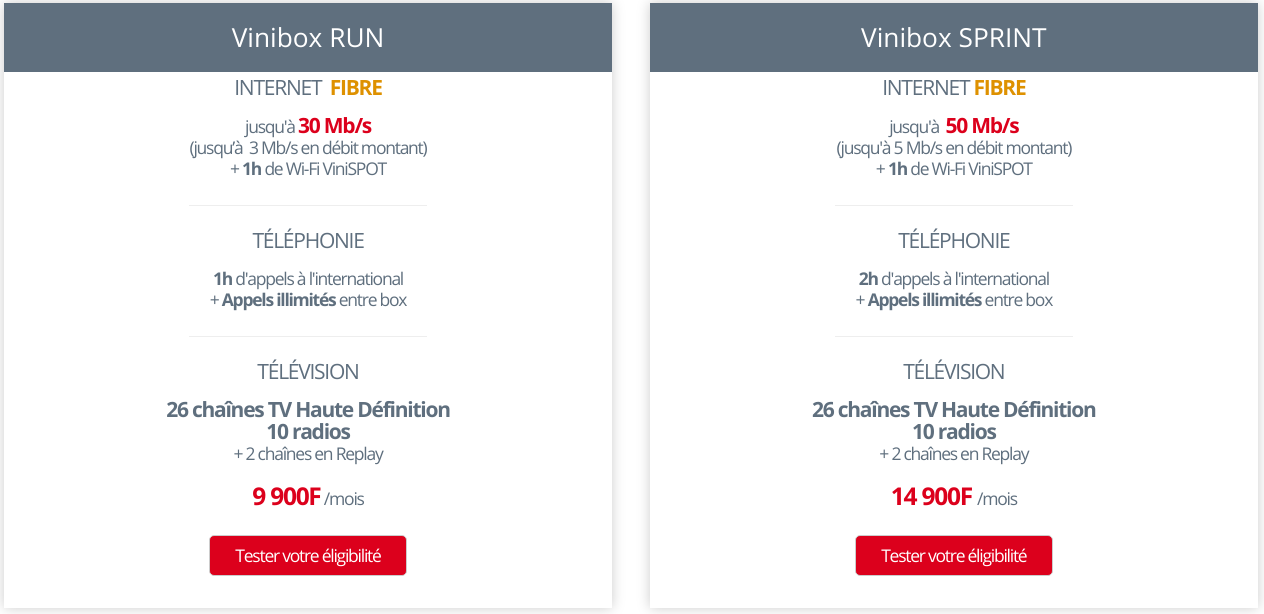 Vinibox RUN
INTERNET FIBRE
jusqu'à 30 Mb/s
(jusqu’à 3 Mb/s en débit montant)
+ 1h de Wi-Fi ViniSPOT
TÉLÉPHONIE
1h d'appels à l'international
+ Appels illimités entre box
TÉLÉVISION
26 chaînes TV Haute Définition
10 radios
+ 2 chaînes en Replay
9 900F /mois
Tester votre éligibilité
Vinibox SPRINT
INTERNET FIBRE
jusqu'à 50 Mb/s
(jusqu'à 5 Mb/s en débit montant)
+ 1h de Wi-Fi ViniSPOT
TÉLÉPHONIE
2h d'appels à l'international
+ Appels illimités entre box
TÉLÉVISION
26 chaînes TV Haute Définition
10 radios
+ 2 chaînes en Replay
14 900F /mois
Tester votre éligibilité